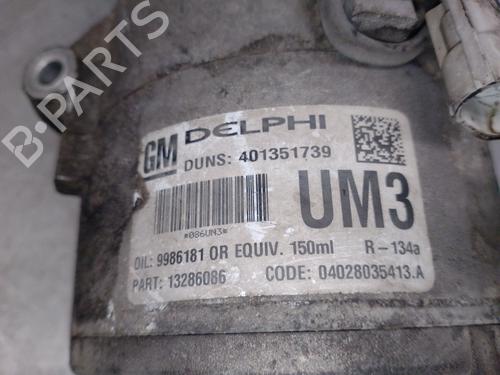 GM DELPHI
DUNS: 401351739
*086UM3*
UM3
OIL: 9986181 OR EQUIV. 150ml R-134a
PART: 13286086 CODE: 04028035413.A
B-PARTS